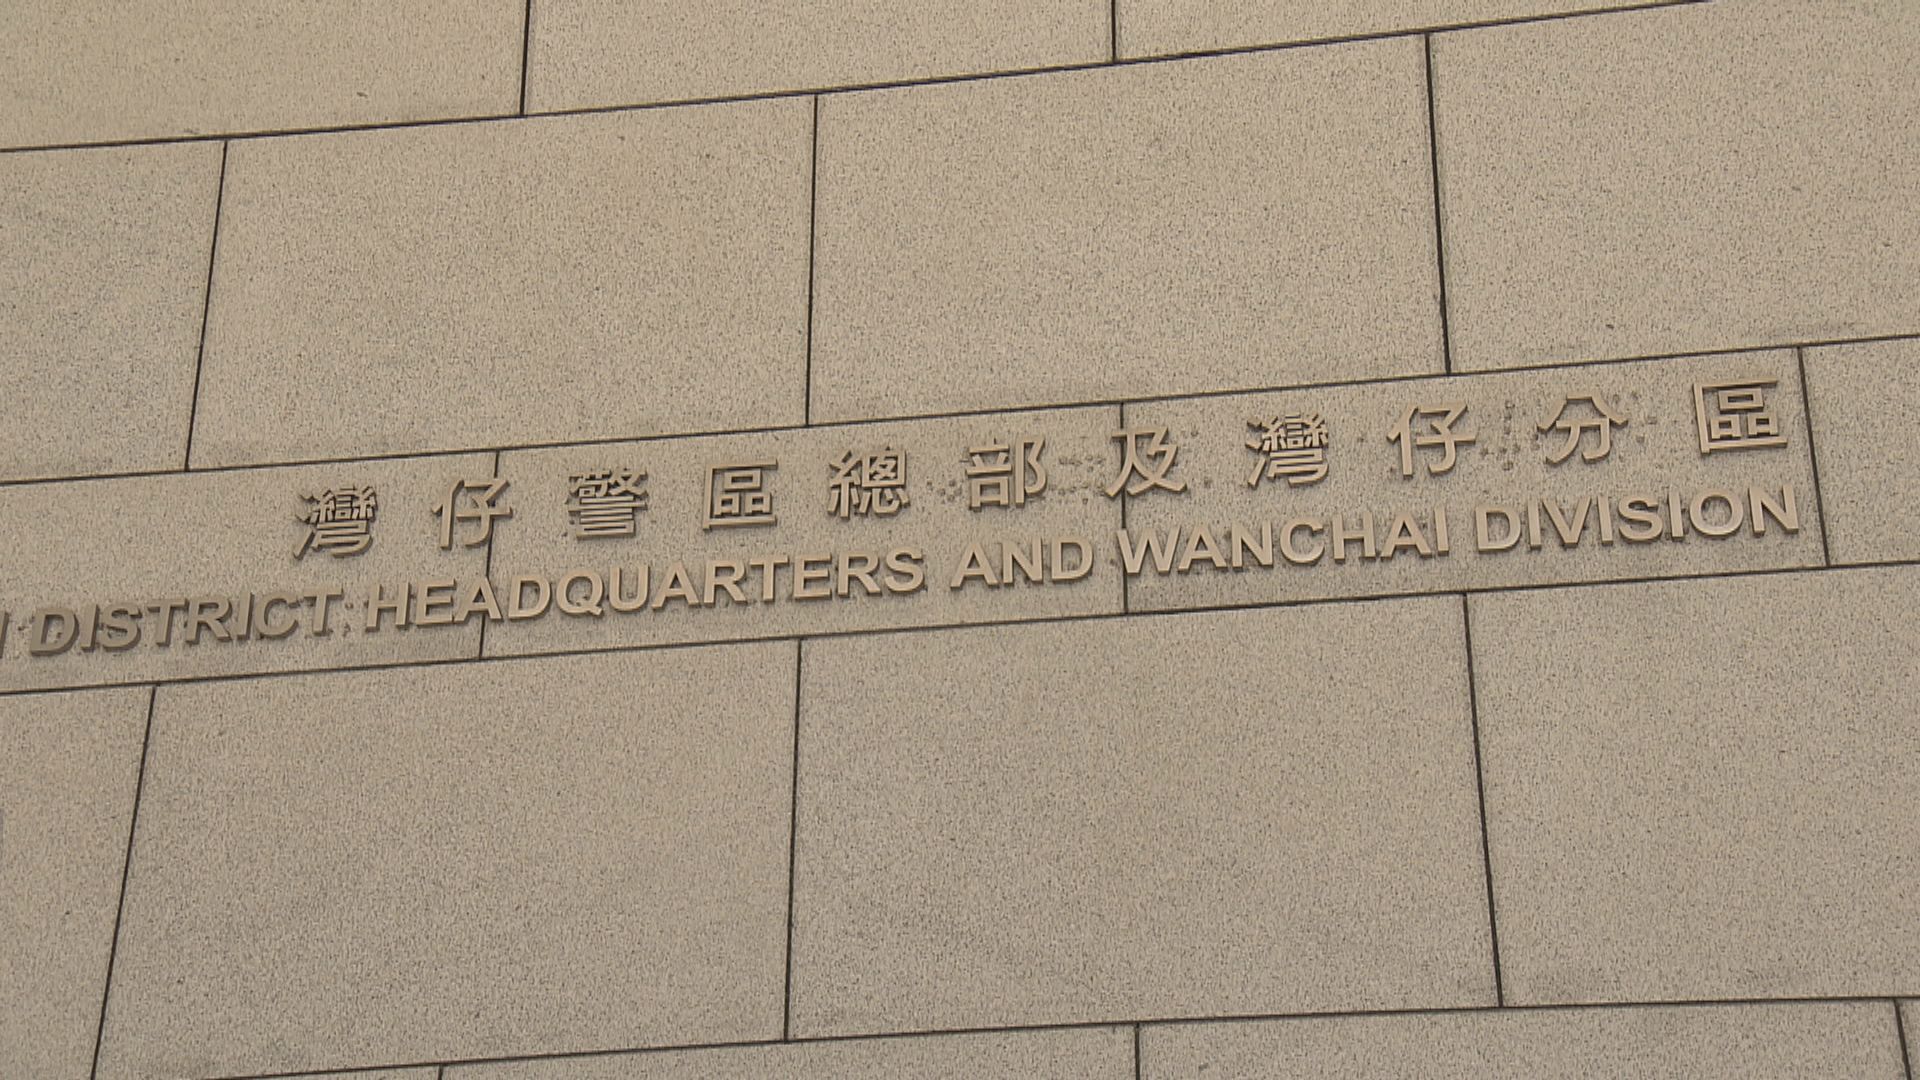 灣仔警區總部及灣仔分區
DISTRICT HEADQUARTERS AND WANCHAI DIVISION